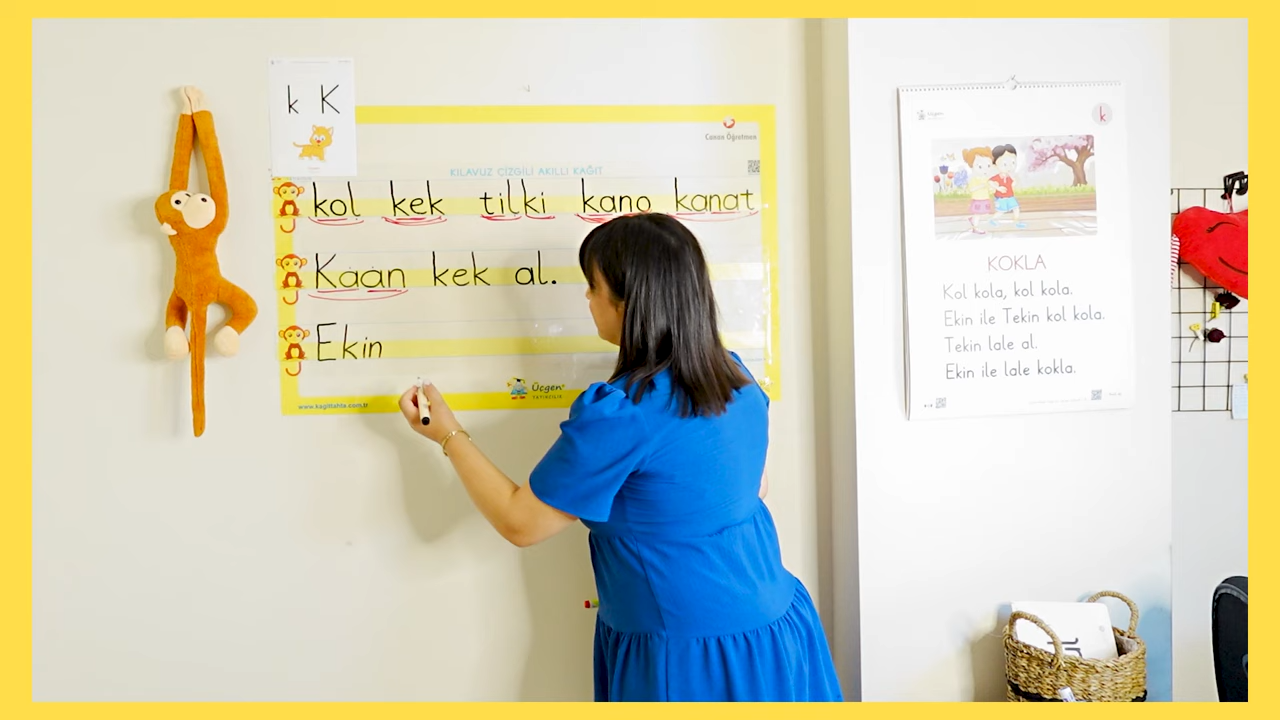 k K
Canan Öğretmen
KILAVUZ ÇİZGİLİ AKILLI KAĞIT
kol kek tilki kano kanat
Kaan kek al.
Ekin
www.kagittahta.com.tr
Üçgen
YAYINCILIK
Üçgen
k
KOKLA
Kol kola, kol kola.
Ekin ile Tekin kol kola.
Tekin lale al.
Ekin ile lale kokla.